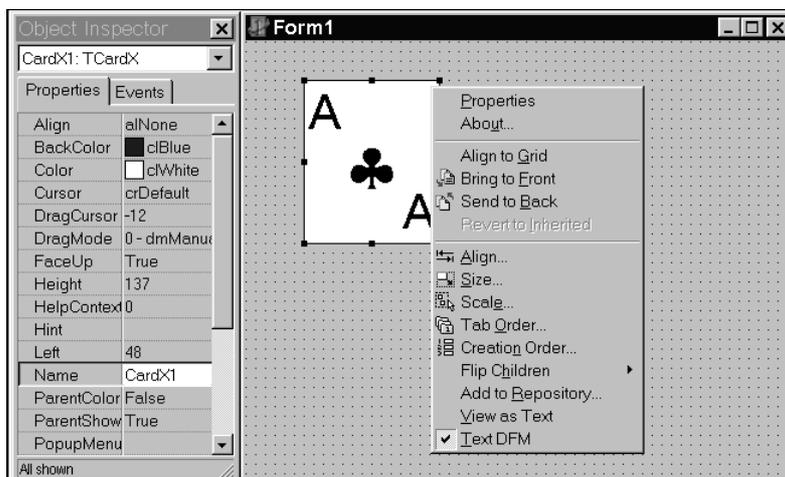 Object Inspector
CardX1: TCardX
Properties Events
Align alNone
BackColor clBlue
Color clWhite
Cursor crDefault
DragCursor -12
DragMode 0 - dmManua
FaceUp True
Height 137
HelpContext 0
Hint
Left 48
Name CardX1
ParentColor False
ParentShow True
PopupMenu
All shown
Form1
A
A
Properties
About...
Align to Grid
Bring to Front
Send to Back
Revert to Inherited
Align...
Size...
Scale...
Tab Order...
Creation Order...
Flip Children
Add to Repository...
View as Text
Text DFM